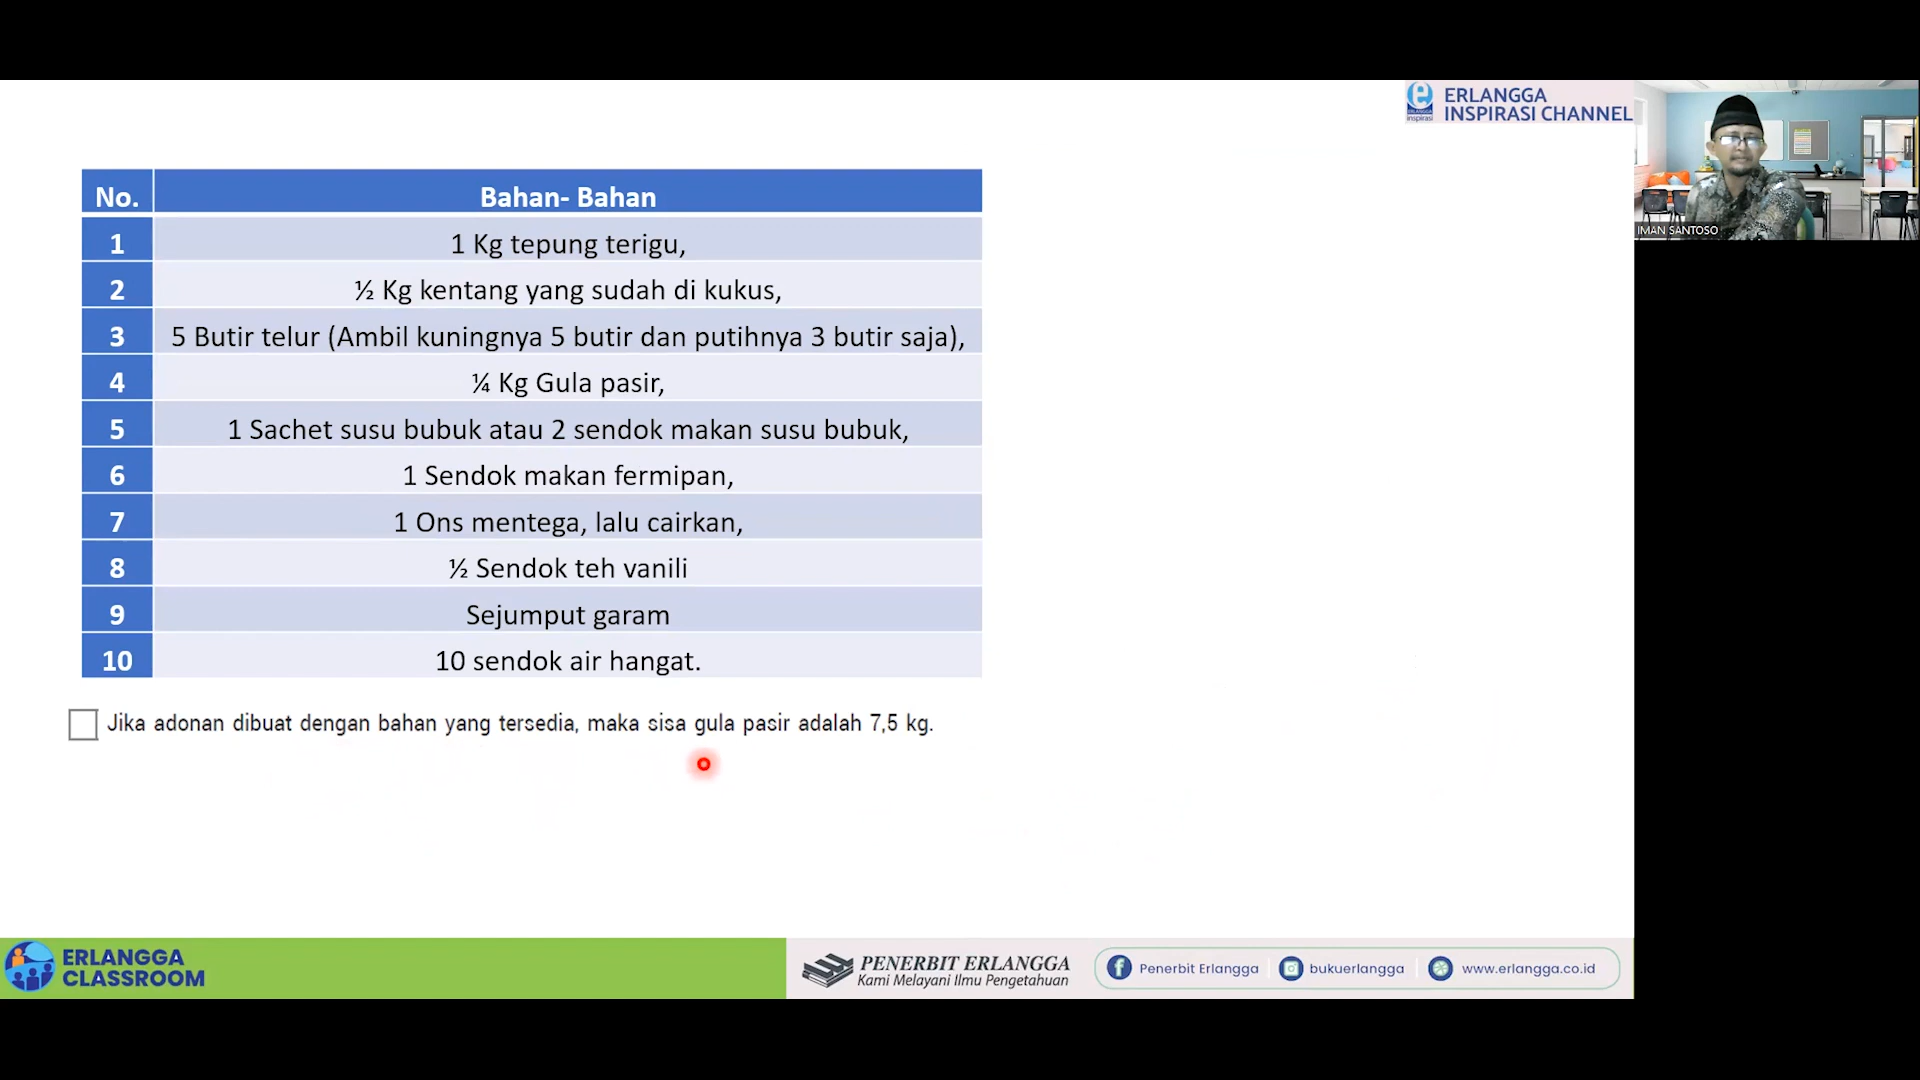 ERLANGGA
INSPIRASI CHANNEL
inspirasi
IMAN SANTOSO
No. Bahan- Bahan
1 1 Kg tepung terigu,
2 ½ Kg kentang yang sudah di kukus,
3 5 Butir telur (Ambil kuningnya 5 butir dan putihnya 3 butir saja),
4 ¼ Kg Gula pasir,
5 1 Sachet susu bubuk atau 2 sendok makan susu bubuk,
6 1 Sendok makan fermipan,
7 1 Ons mentega, lalu cairkan,
8 ½ Sendok teh vanili
9 Sejumput garam
10 10 sendok air hangat.
Jika adonan dibuat dengan bahan yang tersedia, maka sisa gula pasir adalah 7,5 kg.
ERLANGGA
CLASSROOM
PENERBIT ERLANGGA
Kami Melayani Ilmu Pengetahuan
Penerbit Erlangga
bukuerlangga
www.erlangga.co.id